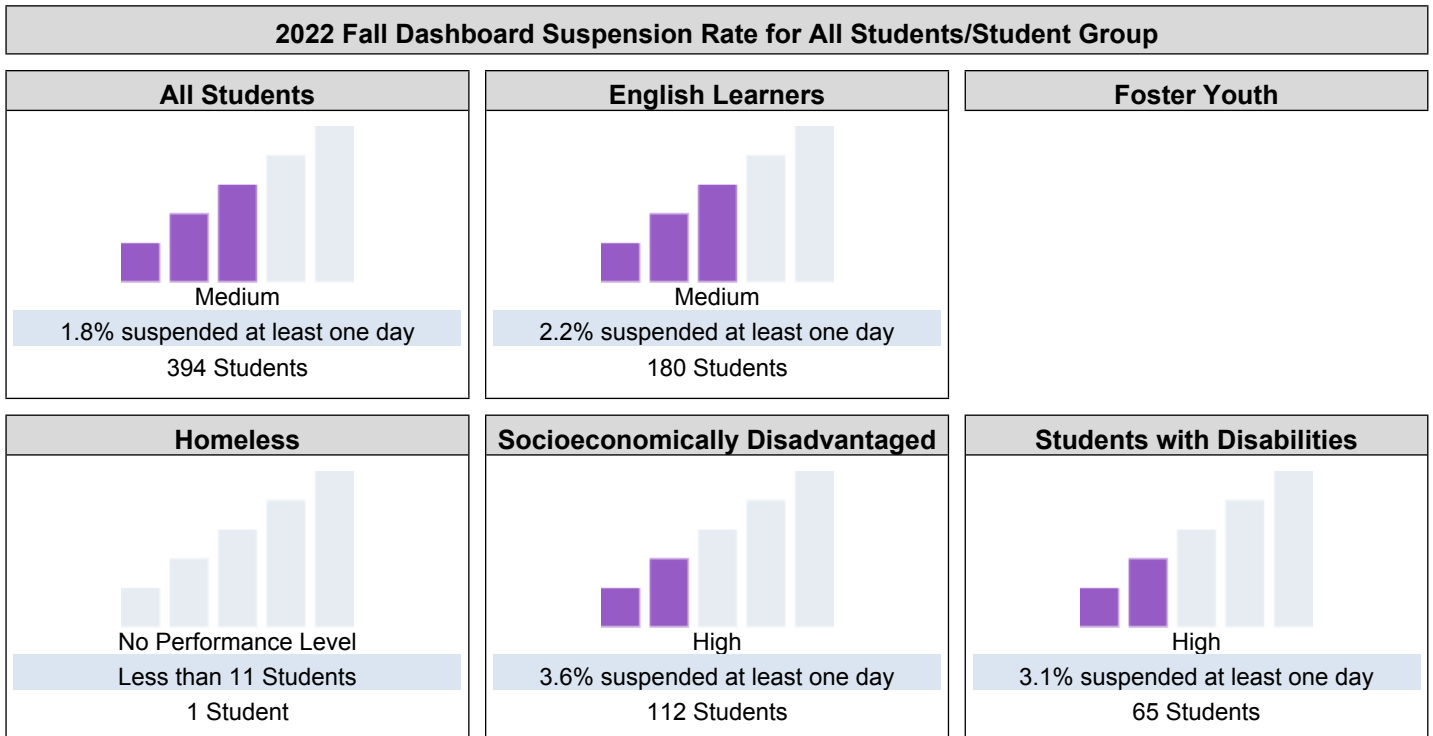 2022 Fall Dashboard Suspension Rate for All Students/Student Group
All Students
Medium
1.8% suspended at least one day
394 Students
English Learners
Medium
2.2% suspended at least one day
180 Students
Foster Youth
Homeless
No Performance Level
Less than 11 Students
1 Student
Socioeconomically Disadvantaged
High
3.6% suspended at least one day
112 Students
Students with Disabilities
High
3.1% suspended at least one day
65 Students